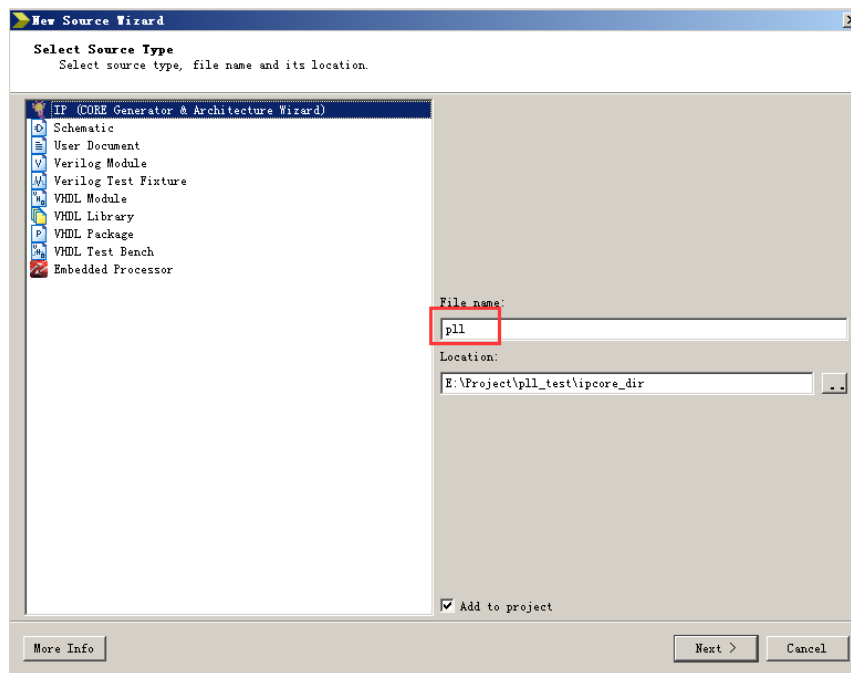 New Source Wizard
Select Source Type
Select source type, file name and its location.
IP (CORE Generator & Architecture Wizard)
Schematic
User Document
Verilog Module
Verilog Test Fixture
VHDL Module
VHDL Library
VHDL Package
VHDL Test Bench
Embedded Processor
File name:
pll
Location:
E:\Project\pll_test\ipcore_dir
..
Add to project
More Info
Next >
Cancel